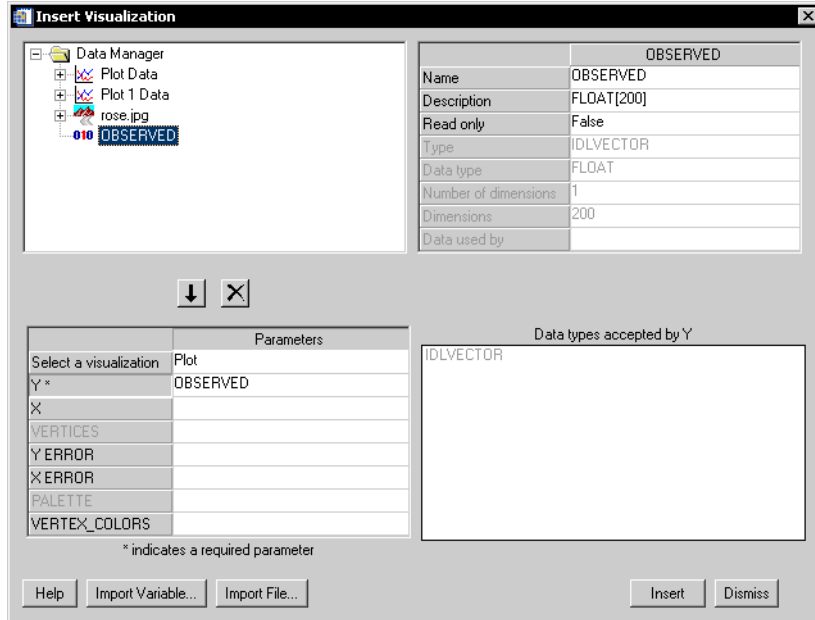 Insert Visualization
Data Manager
Plot Data
Plot 1 Data
rose.jpg
010 OBSERVED
OBSERVED
Name OBSERVED
Description FLOAT[200]
Read only False
Type IDLVECTOR
Data type FLOAT
Number of dimensions 1
Dimensions 200
Data used by
Parameters
Select a visualization Plot
Y * OBSERVED
X
VERTICES
Y ERROR
X ERROR
PALETTE
VERTEX_COLORS
* indicates a required parameter
Data types accepted by Y
IDLVECTOR
Help Import Variable... Import File... Insert Dismiss